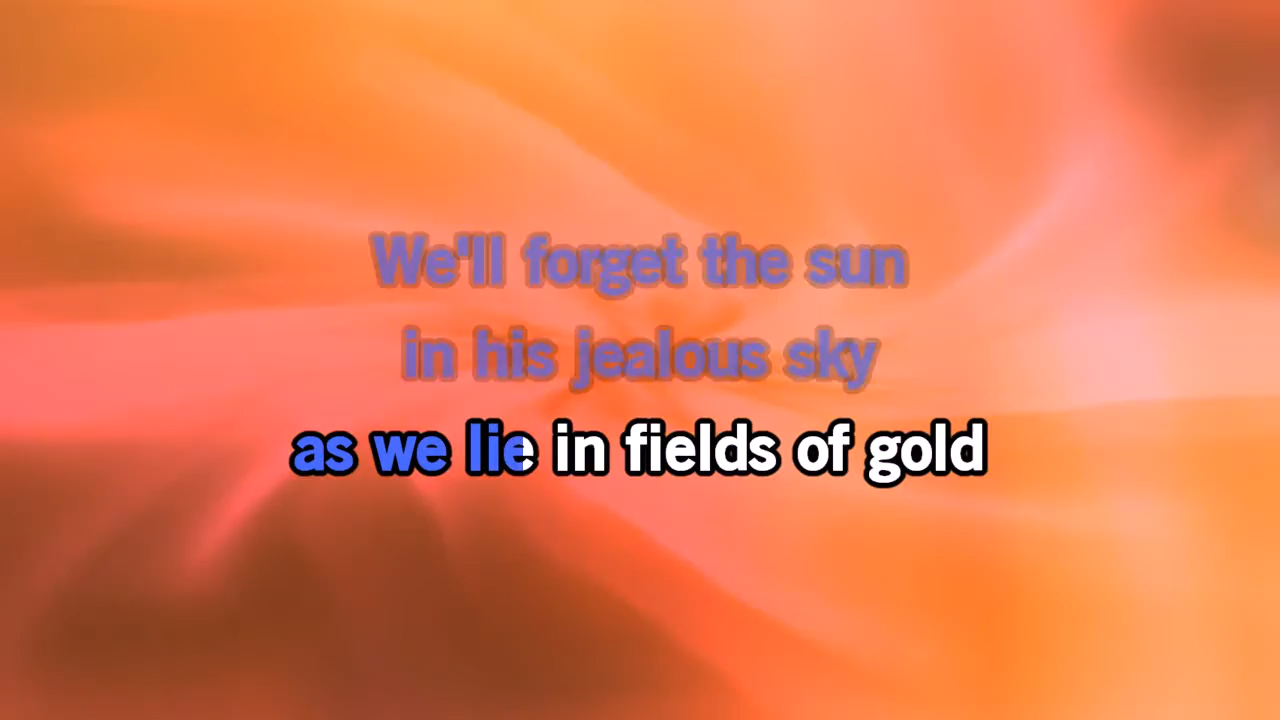 We'll forget the sun
in his jealous sky
as we lie in fields of gold